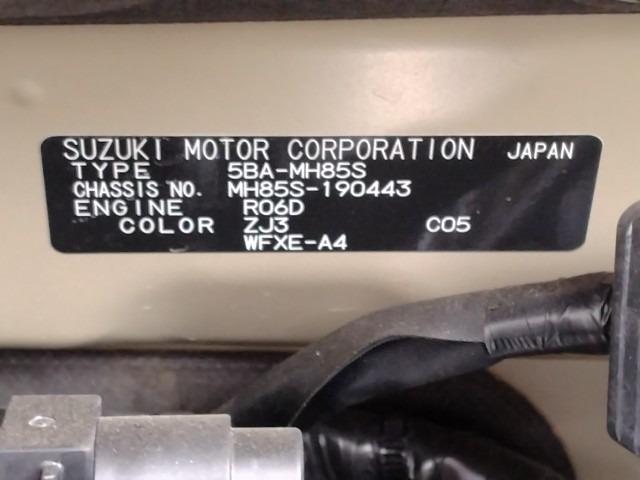 SUZUKI MOTOR CORPORATION JAPAN
TYPE 5BA-MH85S
CHASSIS NO. MH85S-190443
ENGINE R06D
COLOR ZJ3 C05
WFXE-A4